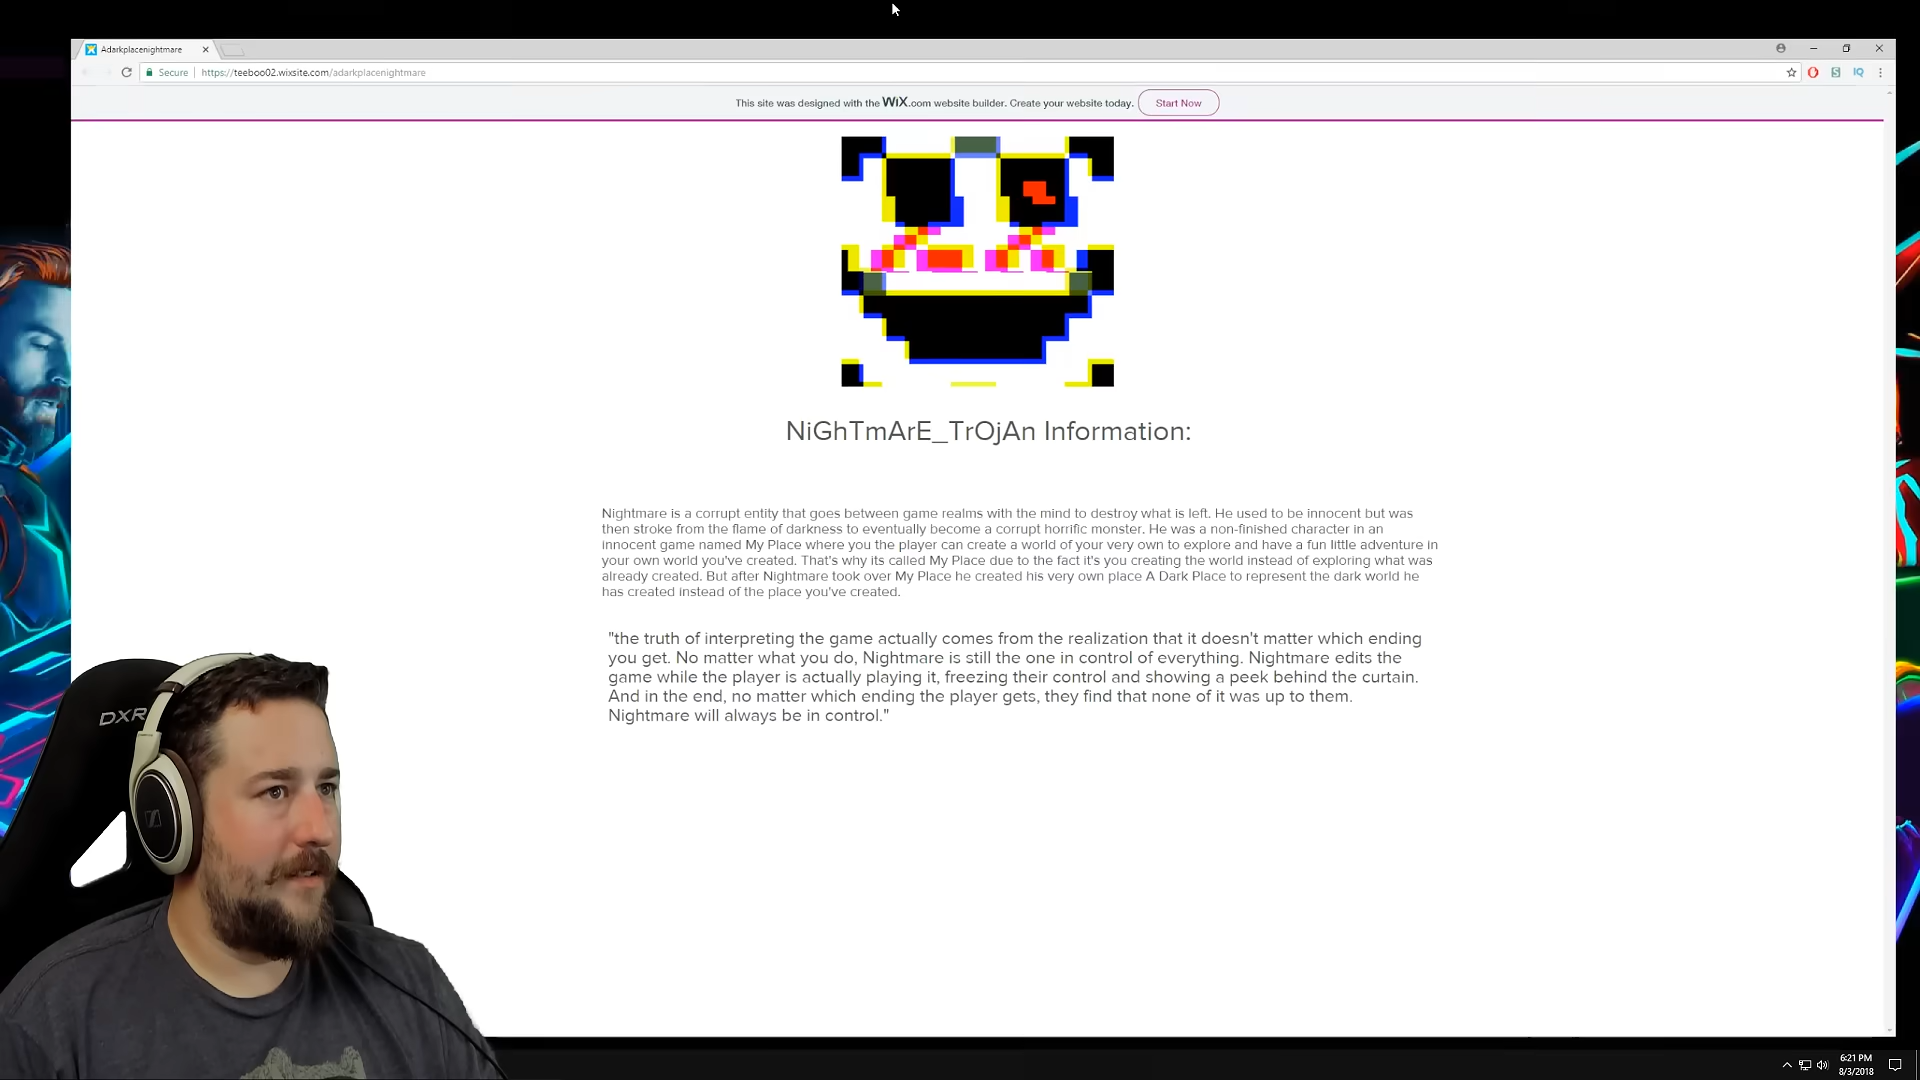 Adarkplacenightmare
Secure
https://teeboo02.wixsite.com/adarkplacenightmare
IQ
This site was designed with the WiX.com website builder. Create your website today.
Start Now
NiGhTmArE_TrOjAn Information:
Nightmare is a corrupt entity that goes between game realms with the mind to destroy what is left. He used to be innocent but was
then stroke from the flame of darkness to eventually become a corrupt horrific monster. He was a non-finished character in an
innocent game named My Place where you the player can create a world of your very own to explore and have a fun little adventure in
your own world you've created. That's why its called My Place due to the fact it's you creating the world instead of exploring what was
already created. But after Nightmare took over My Place he created his very own place A Dark Place to represent the dark world he
has created instead of the place you've created.
"the truth of interpreting the game actually comes from the realization that it doesn't matter which ending
you get. No matter what you do, Nightmare is still the one in control of everything. Nightmare edits the
game while the player is actually playing it, freezing their control and showing a peek behind the curtain.
And in the end, no matter which ending the player gets, they find that none of it was up to them.
Nightmare will always be in control."
DXR
6:21 PM
8/3/2018